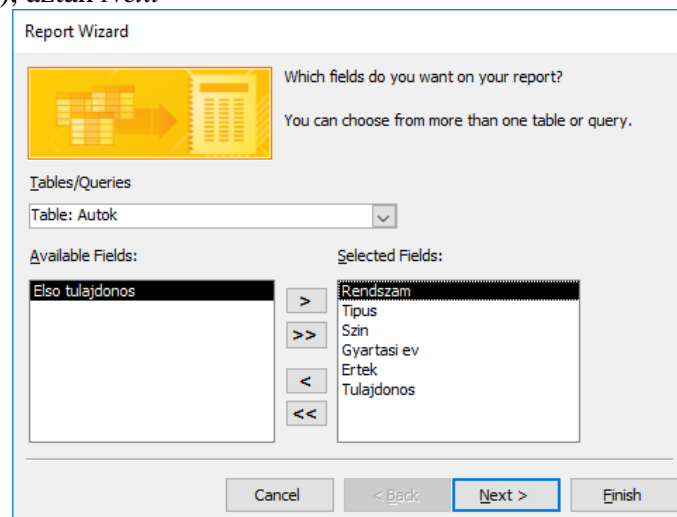 ), aztán Next
Report Wizard
Which fields do you want on your report?
You can choose from more than one table or query.
Tables/Queries
Table: Autok
Available Fields:
Selected Fields:
Elso tulajdonos
Rendszam
Tipus
Szin
Gyartasi ev
Ertek
Tulajdonos
>
>>
<
<<
Cancel
< Back
Next >
Finish